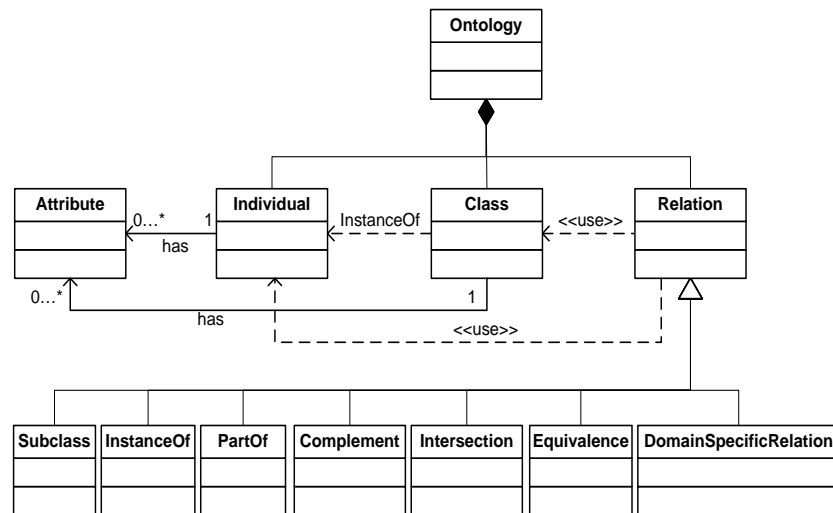 Ontology
Attribute
Individual
Class
Relation
0...*
1
InstanceOf
<<use>>
has
0...*
1
has
<<use>>
Subclass
InstanceOf
PartOf
Complement
Intersection
Equivalence
DomainSpecificRelation